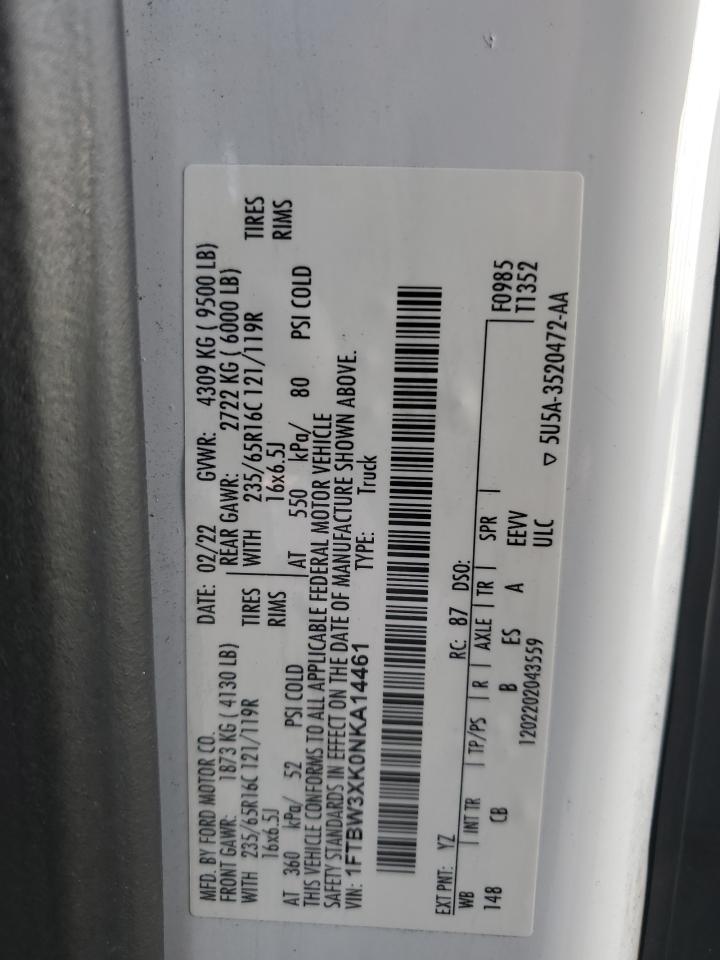 MFD. BY FORD MOTOR CO. DATE: 02/22 GVWR: 4309 KG ( 9500 LB)
FRONT GAWR: 1873 KG ( 4130 LB) REAR GAWR: 2722 KG ( 6000 LB)
WITH 235/65R16C 121/119R TIRES WITH 235/65R16C 121/119R TIRES
16x6.5J RIMS 16x6.5J RIMS
AT 360 kPa/ 52 PSI COLD AT 550 kPa/ 80 PSI COLD
THIS VEHICLE CONFORMS TO ALL APPLICABLE FEDERAL MOTOR VEHICLE
SAFETY STANDARDS IN EFFECT ON THE DATE OF MANUFACTURE SHOWN ABOVE.
VIN: 1FTBW3XK0NKA14461 TYPE: Truck
EXT PNT: YZ RC: 87 DSO: F0985
WB INT TR TP/PS R AXLE TR SPR T1352
148 CB B ES A EEVV
1202202043559 ULC ▽ 5U5A-3520472-AA